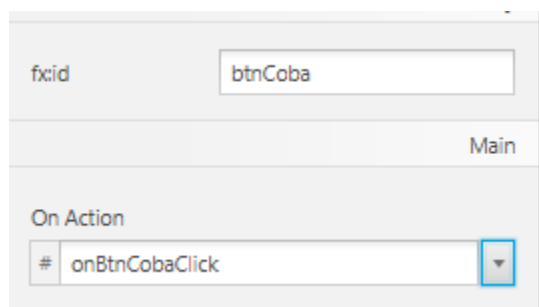 fx:id
btnCoba
Main
On Action
# onBtnCobaClick